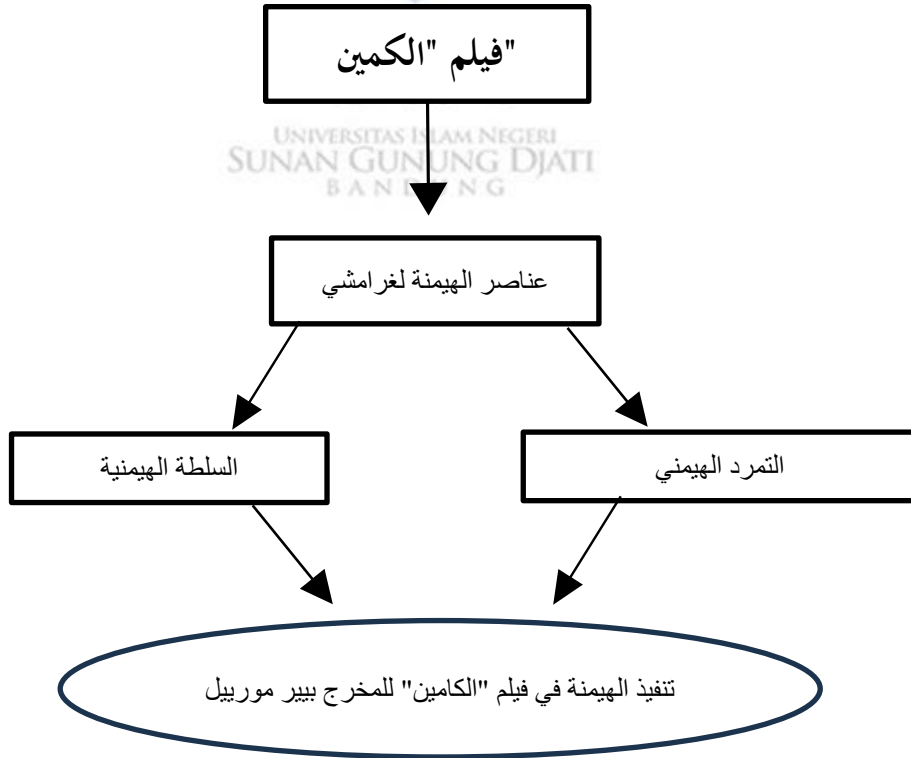 فيلم "الكمين"
UNIVERSITAS ISLAM NEGERI
SUNAN GUNUNG DJATI
BANDUNG
عناصر الهيمنة لغرامشي
السلطة الهيمنية
التمرد الهيمني
تنفيذ الهيمنة في فيلم "الكامين" للمخرج بيير مورييل